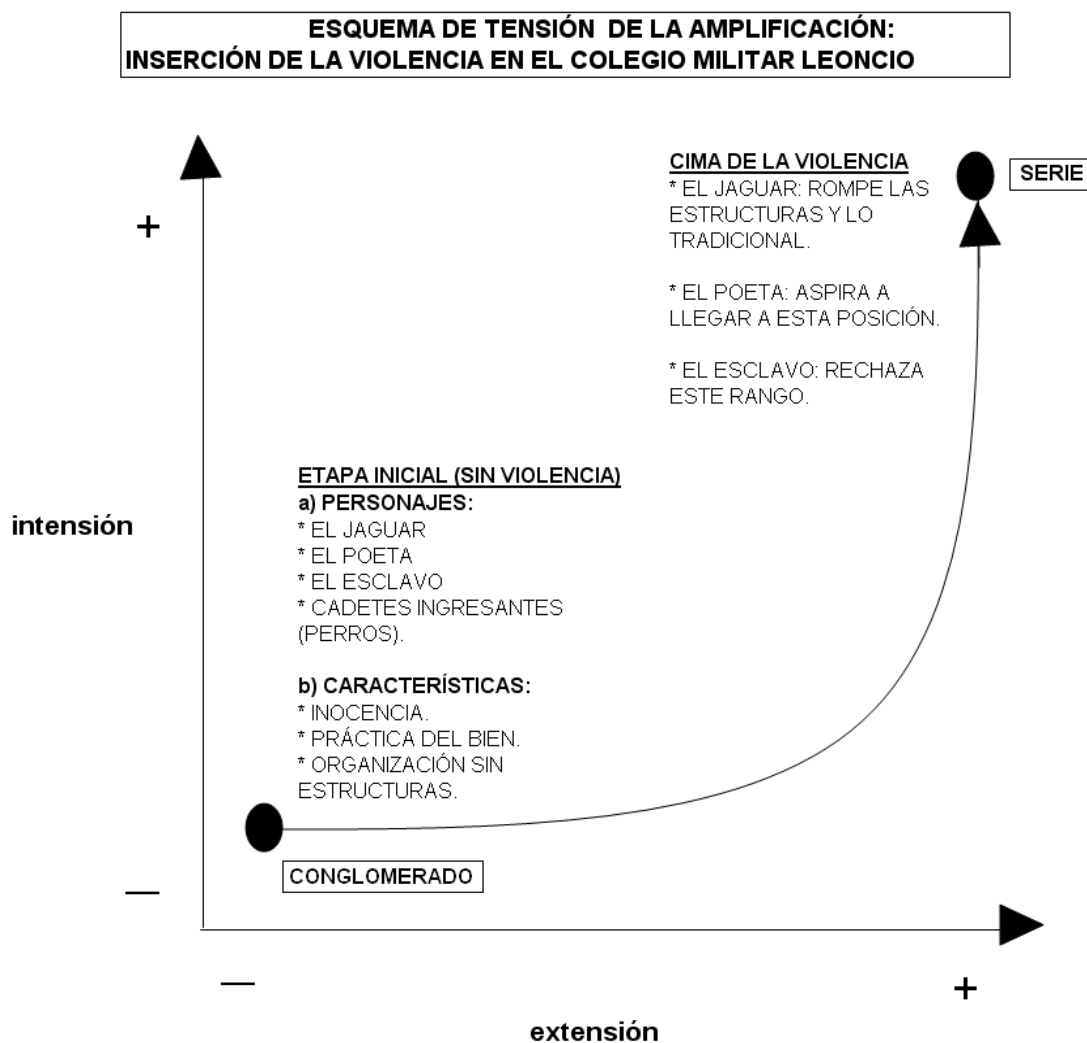 ESQUEMA DE TENSIÓN DE LA AMPLIFICACIÓN:
INSERCIÓN DE LA VIOLENCIA EN EL COLEGIO MILITAR LEONCIO
CIMA DE LA VIOLENCIA
* EL JAGUAR: ROMPE LAS
ESTRUCTURAS Y LO
TRADICIONAL.
* EL POETA: ASPIRA A
LLEGAR A ESTA POSICIÓN.
* EL ESCLAVO: RECHAZA
ESTE RANGO.
SERIE
+
ETAPA INICIAL (SIN VIOLENCIA)
a) PERSONAJES:
* EL JAGUAR
* EL POETA
* EL ESCLAVO
* CADETES INGRESANTES
(PERROS).
intensión
b) CARACTERÍSTICAS:
* INOCENCIA.
* PRÁCTICA DEL BIEN.
* ORGANIZACIÓN SIN
ESTRUCTURAS.
CONGLOMERADO
—
— +
extensión